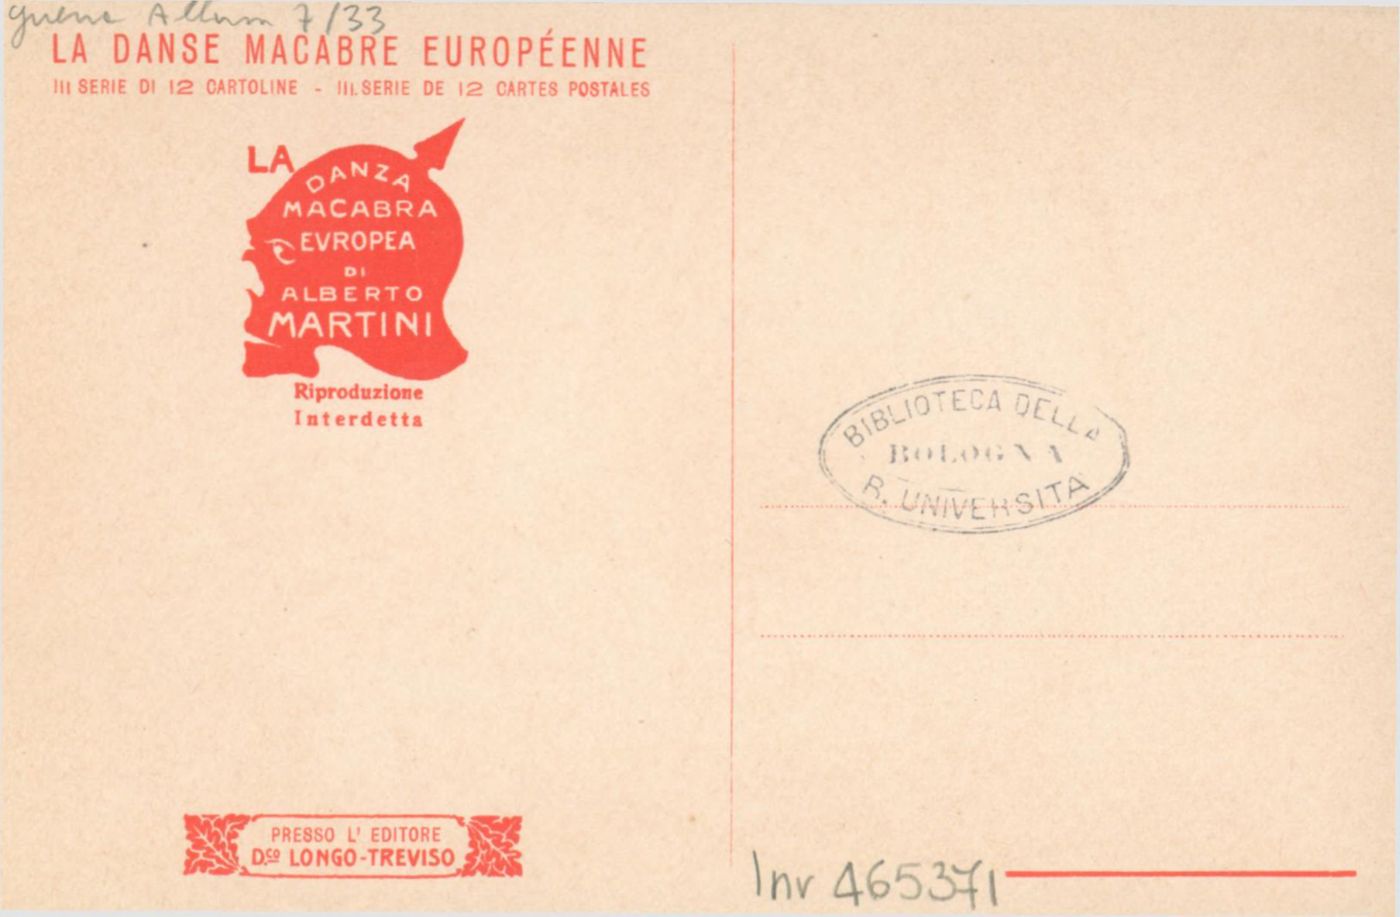 guerra Album 7/33
LA DANSE MACABRE EUROPÉENNE
III SERIE DI 12 CARTOLINE - III. SERIE DE 12 CARTES POSTALES
LA
DANZA
MACABRA
EVROPEA
DI
ALBERTO
MARTINI
Riproduzione
Interdetta
BIBLIOTECA DELLA
BOLOGNA
R. UNIVERSITA
PRESSO L' EDITORE
D.co LONGO-TREVISO
Inv 465371